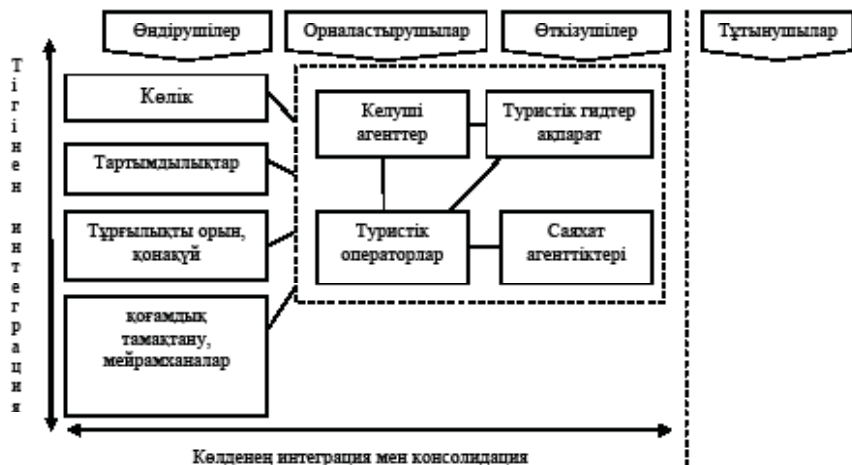 Өндірушілер
Орналастырушылар
Өткізушілер
Тұтынушылар
Тігінен интеграция
Көлік
Тартымдылықтар
Тұрғылықты орын,
қонақүй
қоғамдық
тамақтану,
мейрамханалар
Келуші
агенттер
Туристік гидтер
ақпарат
Туристік
операторлар
Саяхат
агенттіктері
Көлденең интеграция мен консолидация